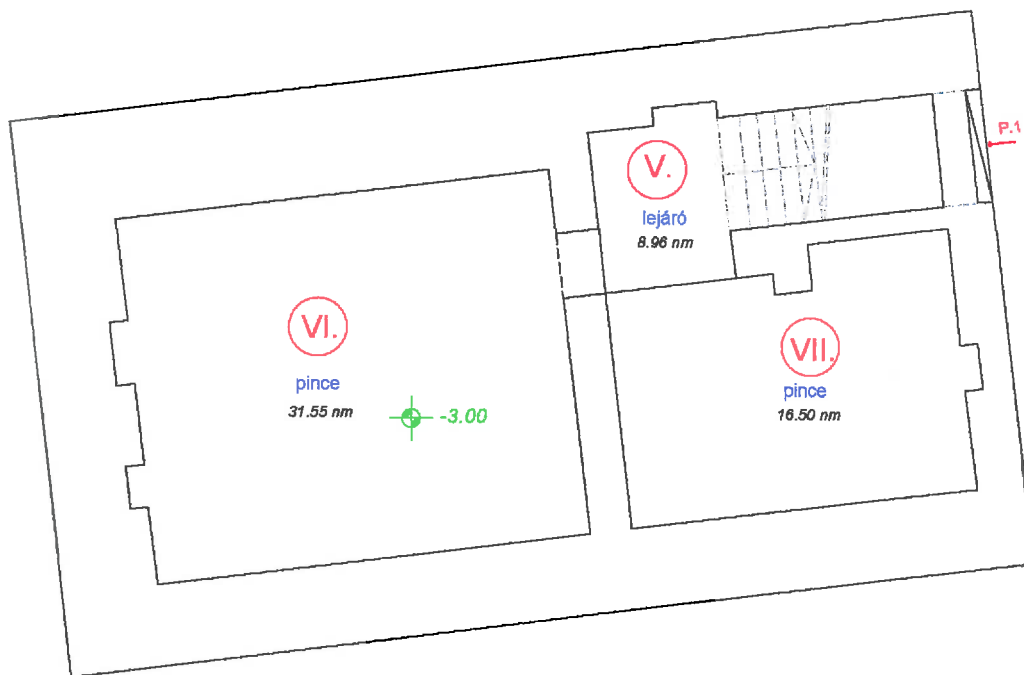 P.1
V.
lejáró
8.96 nm
VI.
pince
31.55 nm
-3.00
VII.
pince
16.50 nm